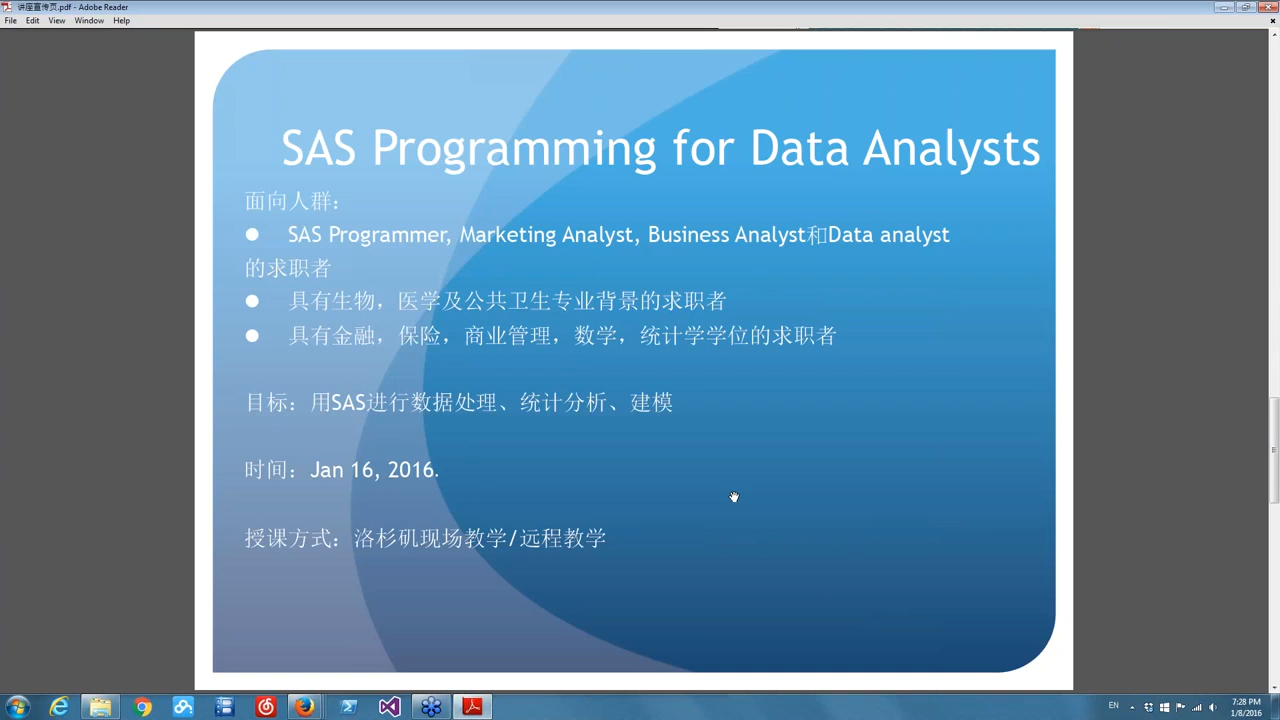 讲座宣传页.pdf - Adobe Reader
File Edit View Window Help
SAS Programming for Data Analysts
面向人群:
● SAS Programmer, Marketing Analyst, Business Analyst和Data analyst
的求职者
● 具有生物，医学及公共卫生专业背景的求职者
● 具有金融，保险，商业管理，数学，统计学学位的求职者
目标：用SAS进行数据处理、统计分析、建模
时间：Jan 16, 2016.
授课方式：洛杉矶现场教学/远程教学
EN
7:28 PM
1/8/2016